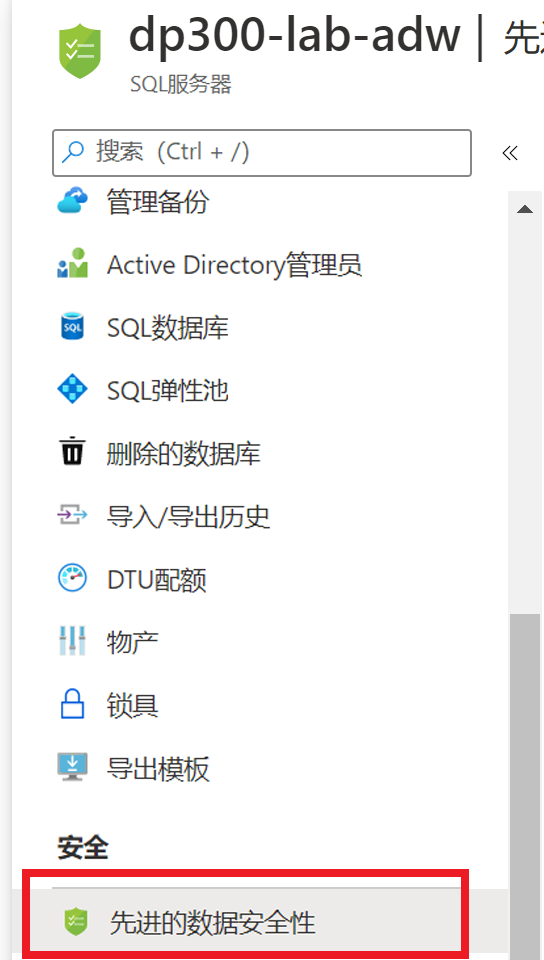 dp300-lab-adw | 先
SQL服务器
搜索（Ctrl + /)
管理备份
Active Directory管理员
SQL数据库
SQL弹性池
删除的数据库
导入/导出历史
DTU配额
物产
锁具
导出模板
安全
先进的数据安全性